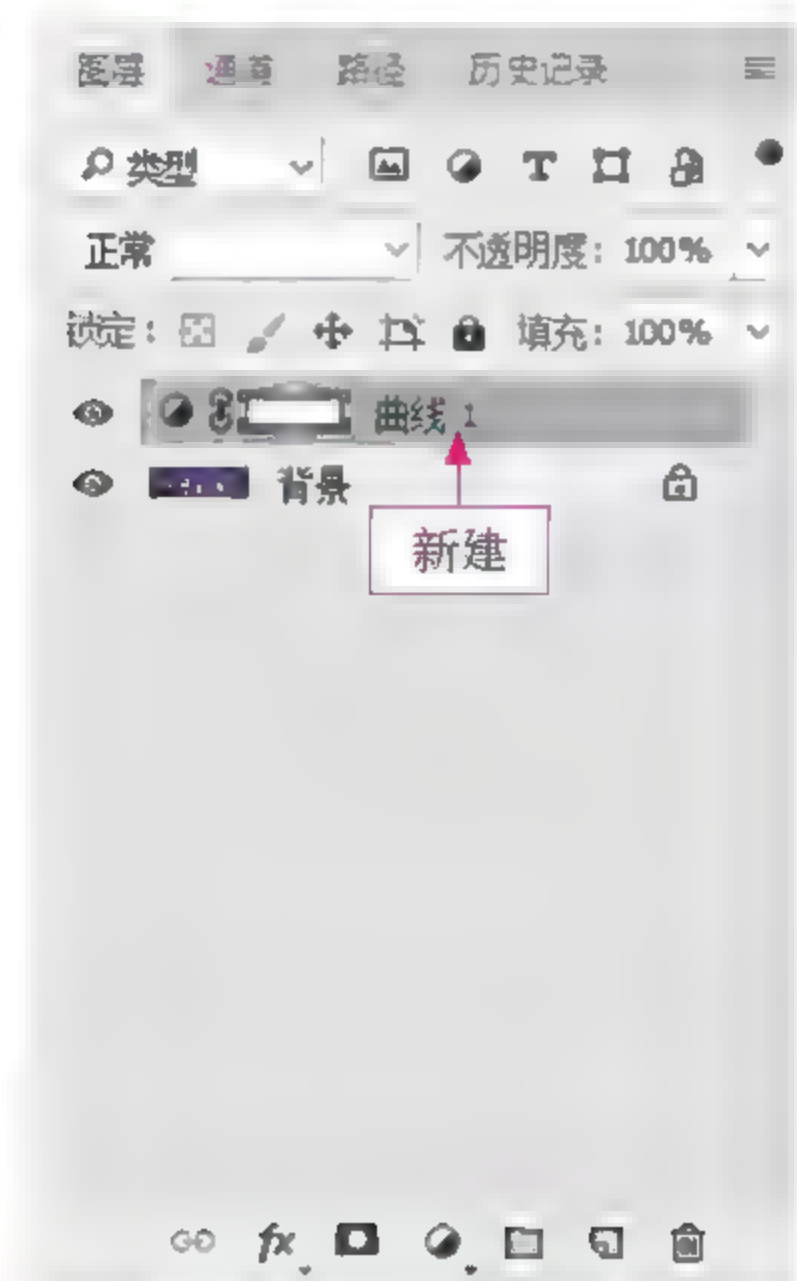 图层 通道 路径 历史记录
类型
正常 不透明度：100%
锁定：填充：100%
曲线 1
背景
新建
fx